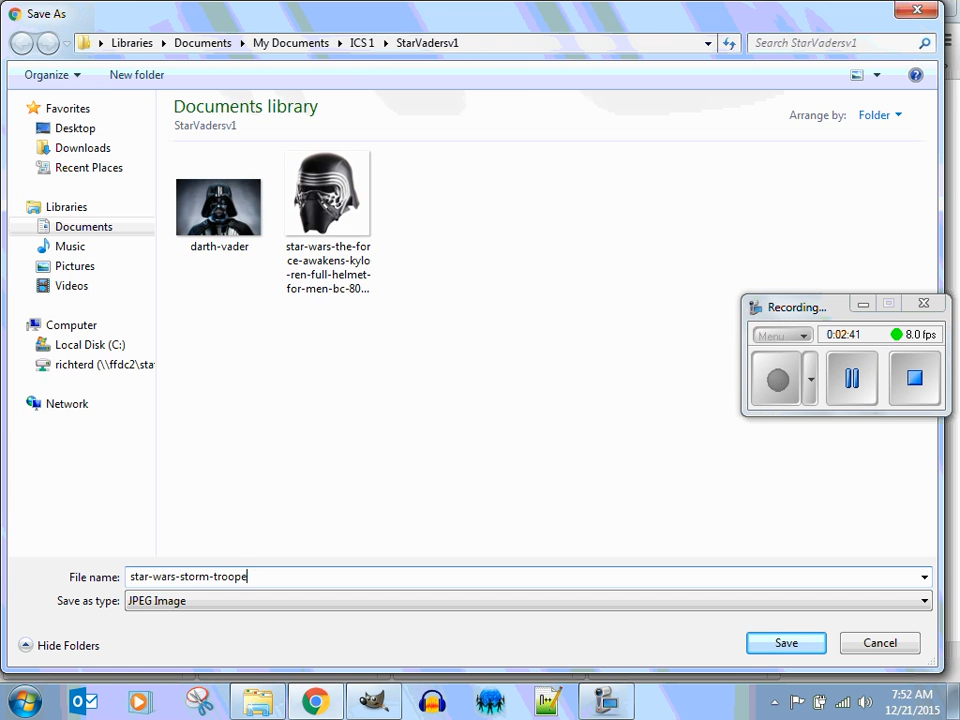 Save As
Libraries Documents My Documents ICS 1 StarVadersv1
Search StarVadersv1
Organize New folder
Favorites
Desktop
Downloads
Recent Places
Libraries
Documents
Music
Pictures
Videos
Computer
Local Disk (C:)
richterd (\\ffdc2\sta
Network
Documents library
StarVadersv1
Arrange by: Folder
darth-vader
star-wars-the-for
ce-awakens-kylo
-ren-full-helmet-
for-men-bc-80...
Recording...
Menu 0:02:41 8.0 fps
File name: star-wars-storm-troope
Save as type: JPEG Image
Hide Folders
Save Cancel
7:52 AM
12/21/2015